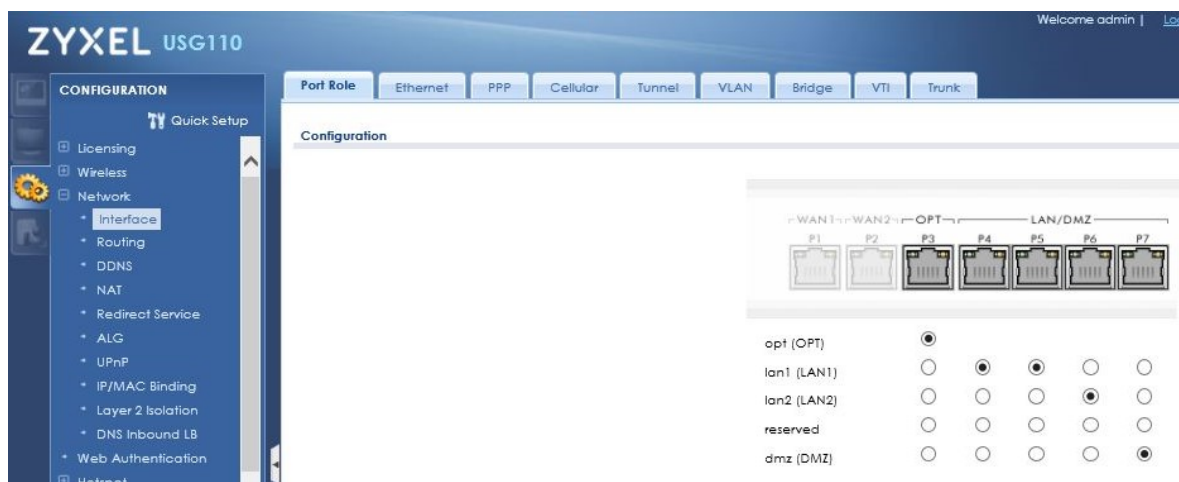 Welcome admin |
ZYXEL USG110
CONFIGURATION
Quick Setup
Licensing
Wireless
Network
Interface
Routing
DDNS
NAT
Redirect Service
ALG
UPnP
IP/MAC Binding
Layer 2 Isolation
DNS Inbound LB
Web Authentication
Port Role Ethernet PPP Cellular Tunnel VLAN Bridge VTI Trunk
Configuration
WAN1 WAN2 OPT LAN/DMZ
P1 P2 P3 P4 P5 P6 P7
opt (OPT)
lan1 (LAN1)
lan2 (LAN2)
reserved
dmz (DMZ)